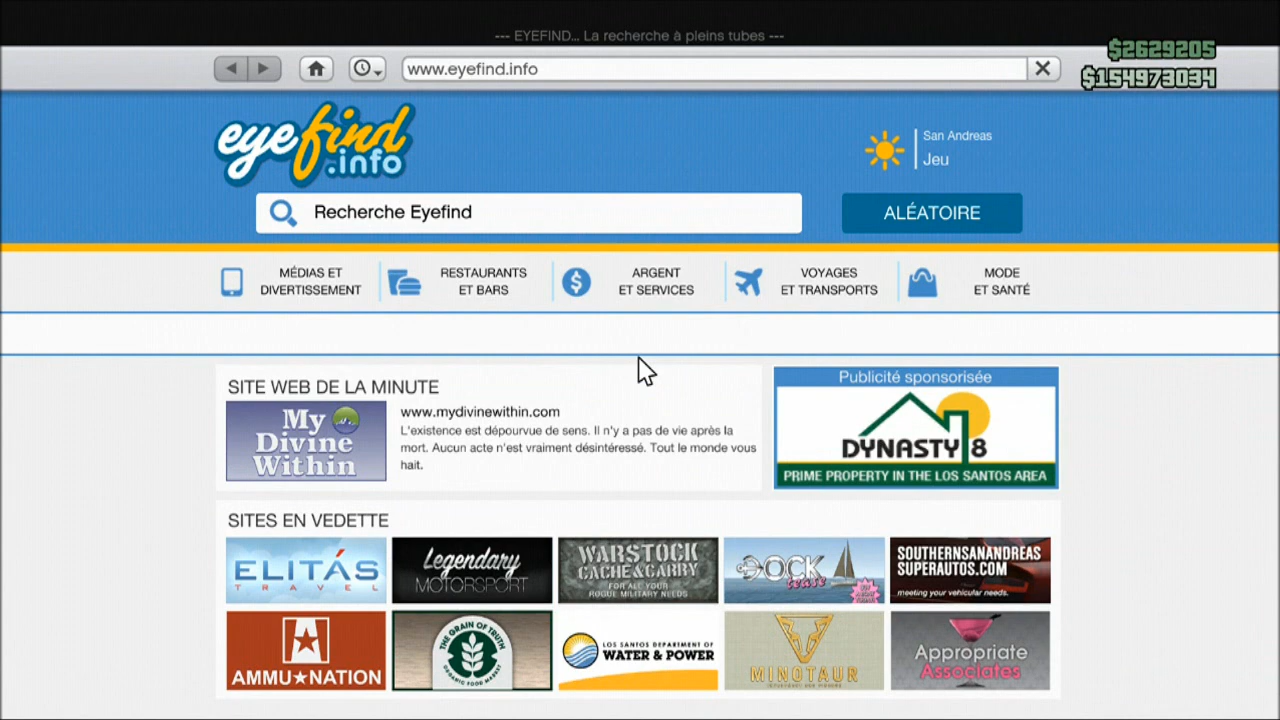 --- EYEFIND... La recherche à pleins tubes ---
www.eyefind.info
$2629205
$154973034
eyefind
.info
San Andreas
Jeu
Recherche Eyefind
ALÉATOIRE
MÉDIAS ET
DIVERTISSEMENT
RESTAURANTS
ET BARS
ARGENT
ET SERVICES
VOYAGES
ET TRANSPORTS
MODE
ET SANTÉ
SITE WEB DE LA MINUTE
My
Divine
Within
www.mydivinewithin.com
L'existence est dépourvue de sens. Il n'y a pas de vie après la
mort. Aucun acte n'est vraiment désintéressé. Tout le monde vous
hait.
Publicité sponsorisée
DYNASTY 8
PRIME PROPERTY IN THE LOS SANTOS AREA
SITES EN VEDETTE
ELITÁS
TRAVEL
Legendary
MOTORSPORT
WARSTOCK
CACHE & CARRY
FOR ALL YOUR
ROGUE MILITARY NEEDS
DOCK
tease
SOUTHERNSANANDREAS
SUPERAUTOS.COM
meeting your vehicular needs.
AMMU★NATION
THE GRAIN OF TRUTH
ORGANIC FOOD MARKET
LOS SANTOS DEPARTMENT OF
WATER & POWER
MINOTAUR
Appropriate
Associates